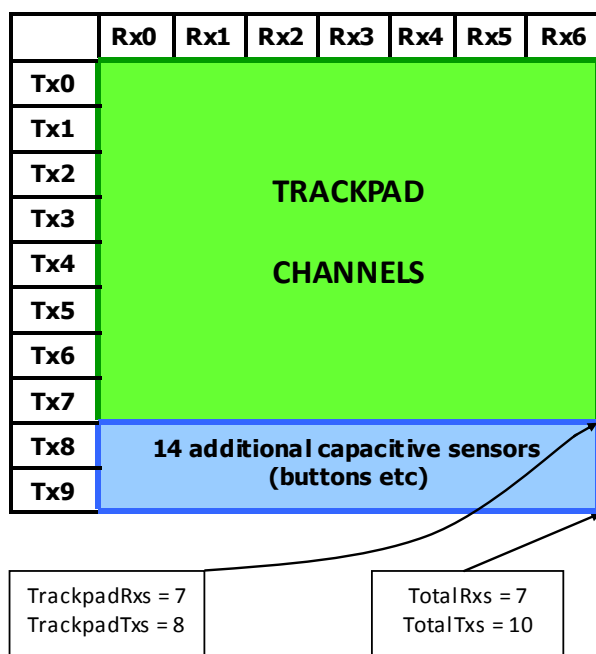 Rx0 Rx1 Rx2 Rx3 Rx4 Rx5 Rx6
Tx0
Tx1
Tx2
Tx3
Tx4
Tx5
Tx6
Tx7
Tx8
Tx9
TRACKPAD
CHANNELS
14 additional capacitive sensors
(buttons etc)
TrackpadRxs = 7
TrackpadTxs = 8
TotalRxs = 7
TotalTxs = 10